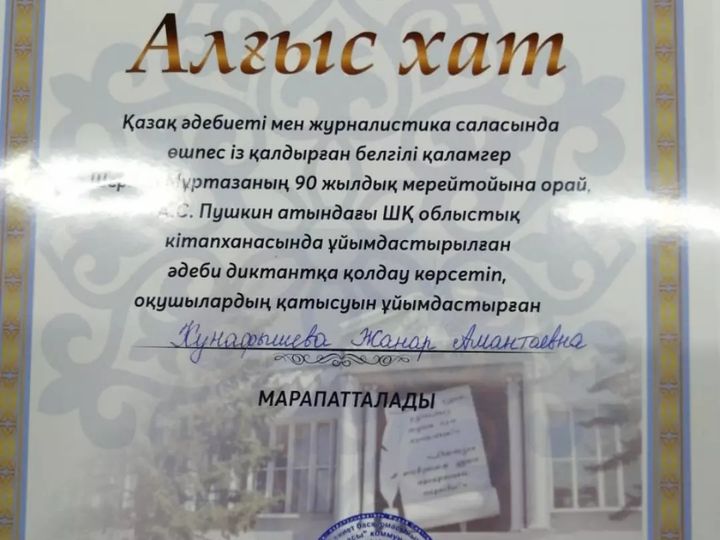 Алғыс хат
Қазақ әдебиеті мен журналистика саласында
өшпес із қалдырған белгілі қаламгер
Мұртазаның 90 жылдық мерейтойына орай,
А.С. Пушкин атындағы ШҚ облыстық
кітапханасында ұйымдастырылған
әдеби диктантқа қолдау көрсетіп,
оқушылардың қатысуын ұйымдастырған
Кунафышева Жанар Амантаевна
МАРАПАТТАЛАДЫ